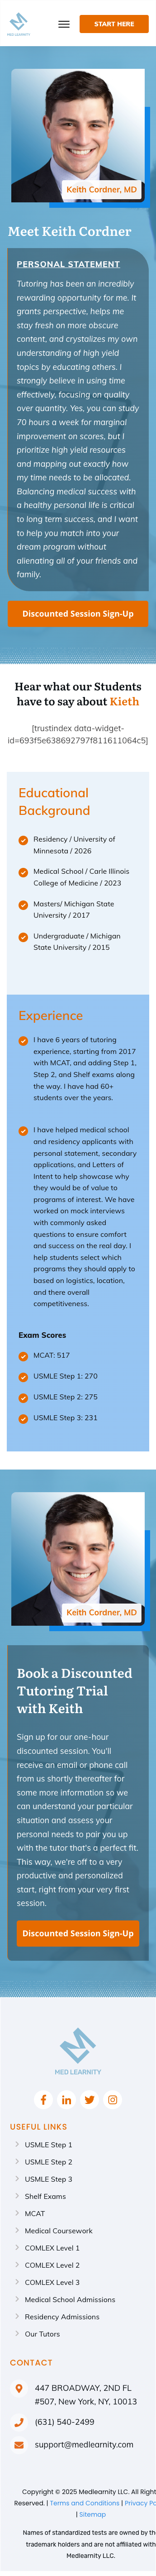 MED LEARNITY
START HERE
Keith Cordner, MD
Meet Keith Cordner
PERSONAL STATEMENT
Tutoring has been an incredibly
rewarding opportunity for me. It
grants perspective, helps me
stay fresh on more obscure
content, and crystalizes my own
understanding of high yield
topics by educating others. I
strongly believe in using time
effectively, focusing on quality
over quantity. Yes, you can study
70 hours a week for marginal
improvement on scores, but I
prioritize high yield resources
and mapping out exactly how
my time needs to be allocated.
Balancing medical success with
a healthy personal life is critical
to long term success, and I want
to help you match into your
dream program without
alienating all of your friends and
family.
Discounted Session Sign-Up
Hear what our Students
have to say about Kieth
[trustindex data-widget-
id=693f5e638692797f811611064c5]
Educational
Background
Residency / University of
Minnesota / 2026
Medical School / Carle Illinois
College of Medicine / 2023
Masters/ Michigan State
University / 2017
Undergraduate / Michigan
State University / 2015
Experience
I have 6 years of tutoring
experience, starting from 2017
with MCAT, and adding Step 1,
Step 2, and Shelf exams along
the way. I have had 60+
students over the years.
I have helped medical school
and residency applicants with
personal statement, secondary
applications, and Letters of
Intent to help showcase why
they would be of value to
programs of interest. We have
worked on mock interviews
with commonly asked
questions to ensure comfort
and success on the real day. I
help students select which
programs they should apply to
based on logistics, location,
and there overall
competitiveness.
Exam Scores
MCAT: 517
USMLE Step 1: 270
USMLE Step 2: 275
USMLE Step 3: 231
Keith Cordner, MD
Book a Discounted
Tutoring Trial
with Keith
Sign up for our one-hour
discounted session. You'll
receive an email or phone call
from us shortly thereafter for
some more information so we
can understand your particular
situation and assess your
personal needs to pair you up
with the tutor that's a perfect fit.
This way, we're off to a very
productive and personalized
start, right from your very first
session.
Discounted Session Sign-Up
MED LEARNITY
USEFUL LINKS
USMLE Step 1
USMLE Step 2
USMLE Step 3
Shelf Exams
MCAT
Medical Coursework
COMLEX Level 1
COMLEX Level 2
COMLEX Level 3
Medical School Admissions
Residency Admissions
Our Tutors
CONTACT
447 BROADWAY, 2ND FL
#507, New York, NY, 10013
(631) 540-2499
support@medlearnity.com
Copyright © 2025 Medlearnity LLC. All Right
Reserved. | Terms and Conditions | Privacy Po
| Sitemap
Names of standardized tests are owned by th
trademark holders and are not affiliated with
Medlearnity LLC.